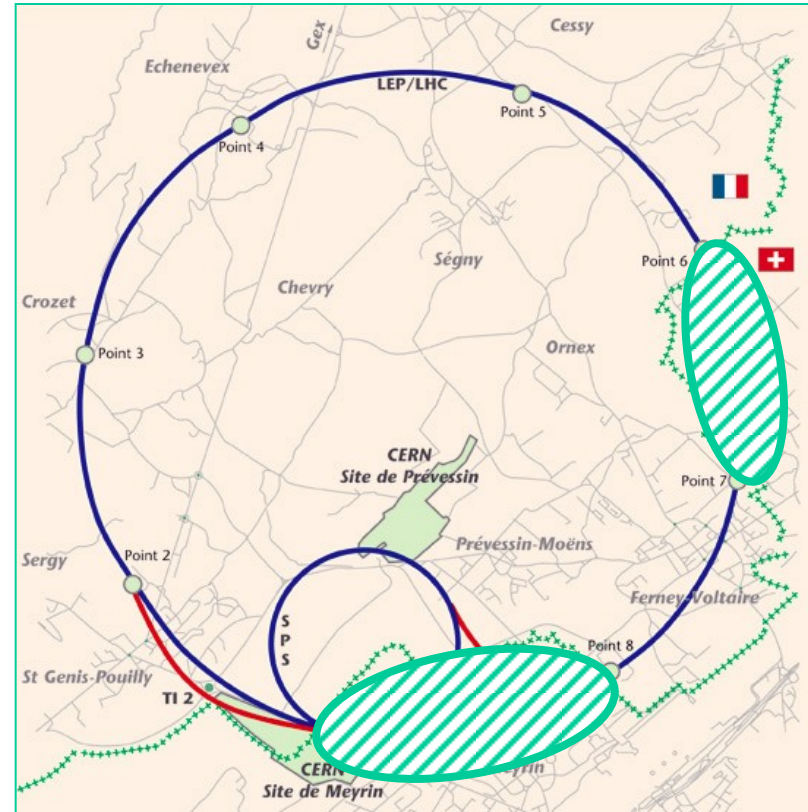 Cessy
Gex
Echenevex
LEP/LHC
Point 5
Point 4
Point 6
Ségny
Chevry
Crozet
Ornex
Point 3
CERN
Site de Prévessin
Point 7
Prévessin-Moëns
Point 2
Sergy
Ferney-Voltaire
SPS
Point 8
St Genis-Pouilly
TI 2
CERN
Site de Meyrin